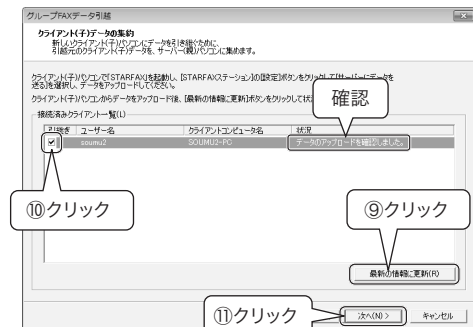 グループFAXデータ引越
クライアント(子)データの集約
新しいクライアント(子)パソコンにデータを引き継ぐために、
引越元のクライアント(子)データを、サーバー(親)パソコンに集めます。
クライアント(子)パソコンで「STARFAX」を起動し、[STARFAXステーション]の[設定]ボタンをクリックして[サーバーにデータを
送る]を選択し、データをアップロードしてください。
クライアント(子)パソコンからデータをアップロード後、[最新の情報に更新]ボタンをクリックして状
確認
接続済みクライアント一覧(L)
引継ぎ ユーザー名 クライアントコンピュータ名 状況
soumu2 SOUMU2-PC データのアップロードを確認しました。
⑩クリック
⑨クリック
最新の情報に更新(R)
⑪クリック
次へ(N) > キャンセル